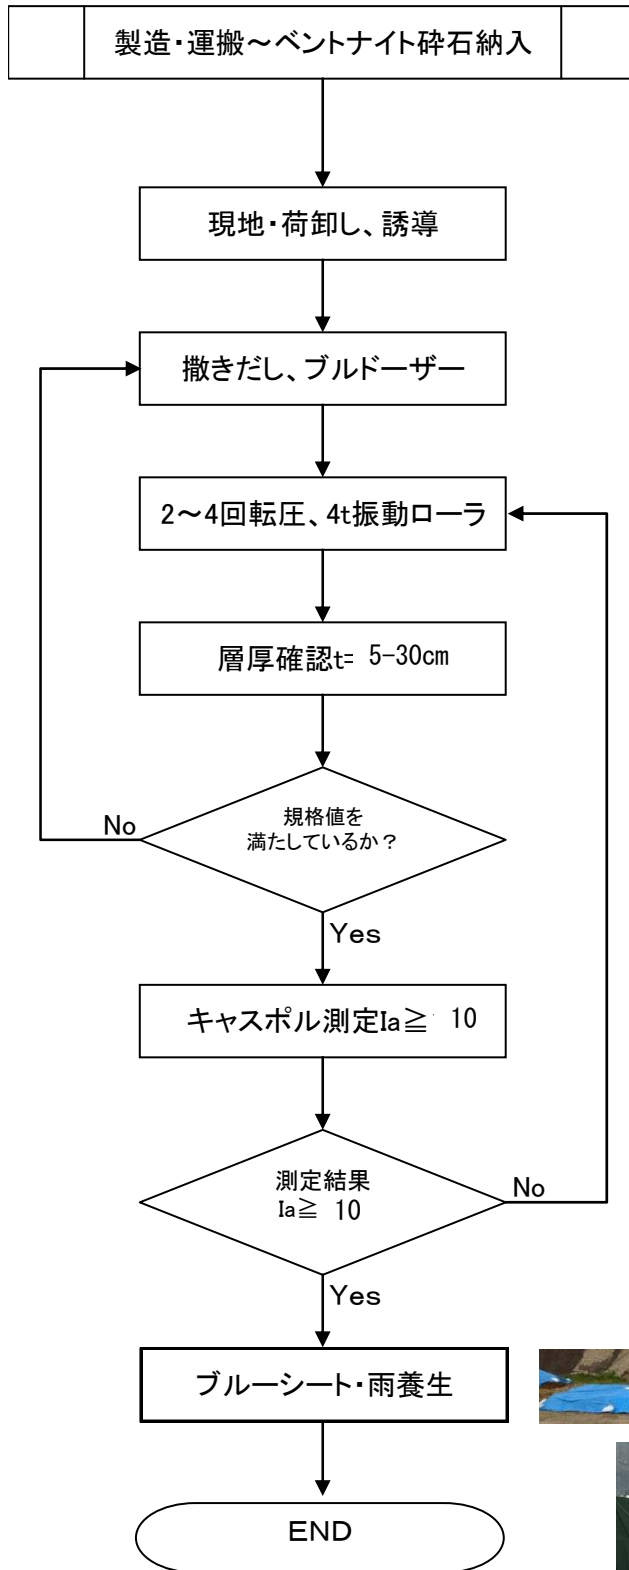 製造・運搬～ベントナイト砕石納入
現地・荷卸し、誘導
撒きだし、ブルドーザー
2～4回転圧、4t振動ローラ
層厚確認t= 5-30cm
規格値を
満たしているか？
No
Yes
キャスポル測定Ia≧ 10
測定結果
Ia≧ 10
No
Yes
ブルーシート・雨養生
END